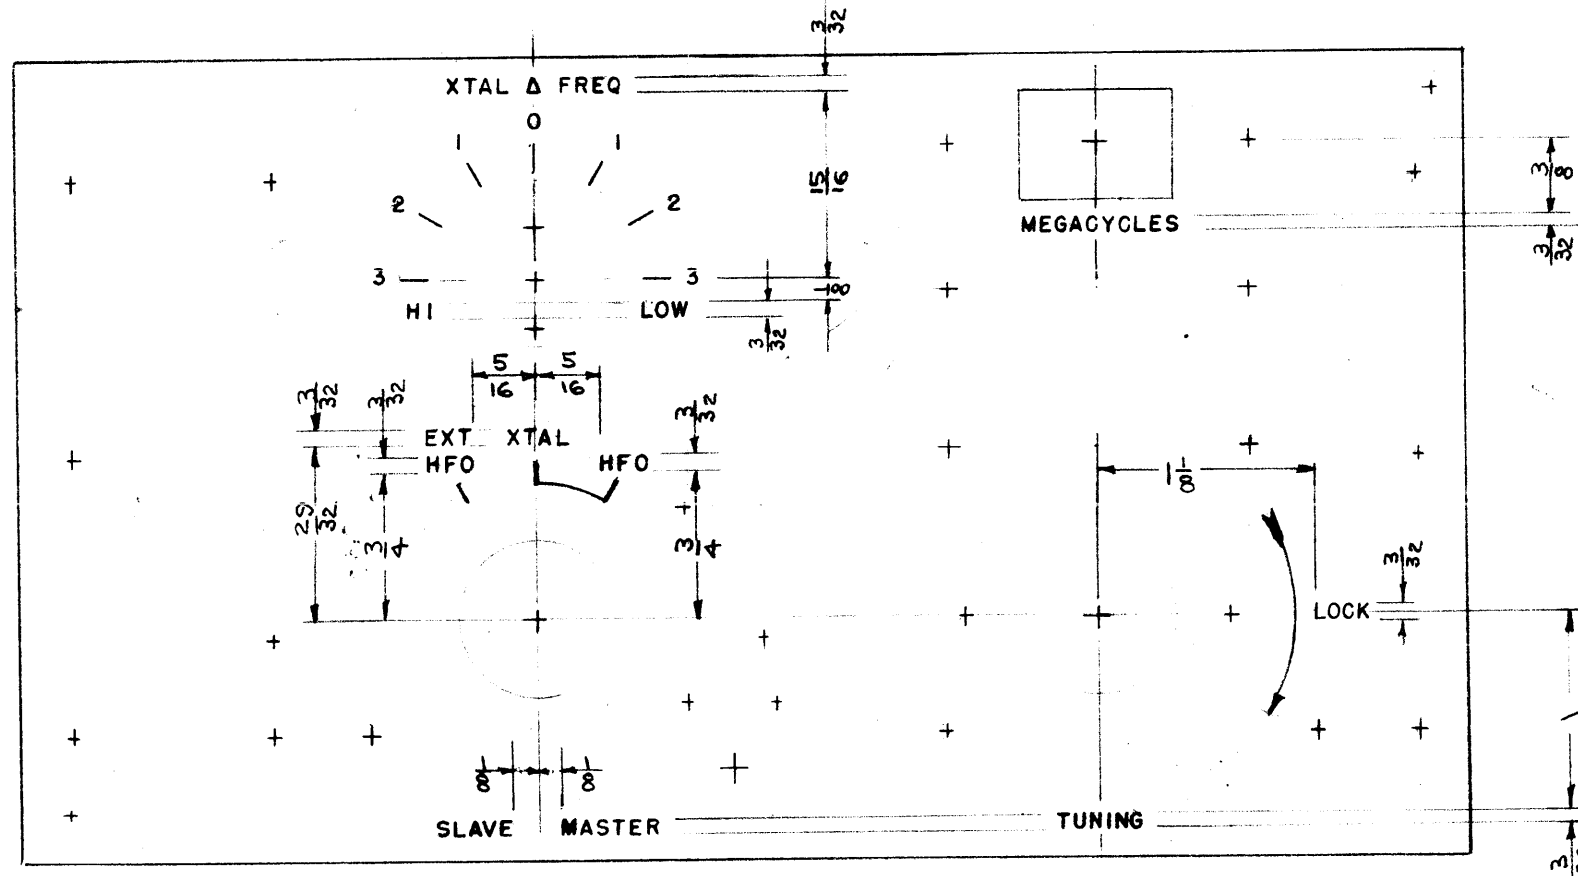 3/32
XTAL Δ FREQ
0
1 1
15/16
3/8
2 2
MEGACYCLES
3/32
3 3
1/8
HI LOW
3/32
5/16 5/16
3/32 3/32 3/32
EXT XTAL
HFO HFO
1 1/8
29/32
3/4 3/4
3/32
LOCK
1
1/8 1/8
SLAVE MASTER TUNING
3